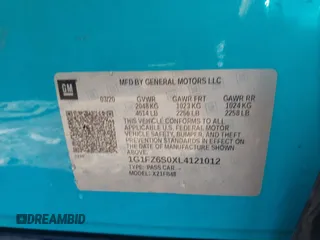 GM
MFD BY GENERAL MOTORS LLC
03/20 GVWR GAWR FRT GAWR RR
2048 KG 1023 KG 1024 KG
4514 LB 2256 LB 2258 LB
THIS VEHICLE CONFORMS TO ALL APPLICABLE
U.S. FEDERAL MOTOR VEHICLE
SAFETY, BUMPER, AND THEFT
PREVENTION STANDARDS IN EFFECT ON THE DATE OF
MANUFACTURE SHOWN ABOVE.
1G1FZ6S0XL4121012
TYPE: PASS CAR
MODEL:
DREAMBID